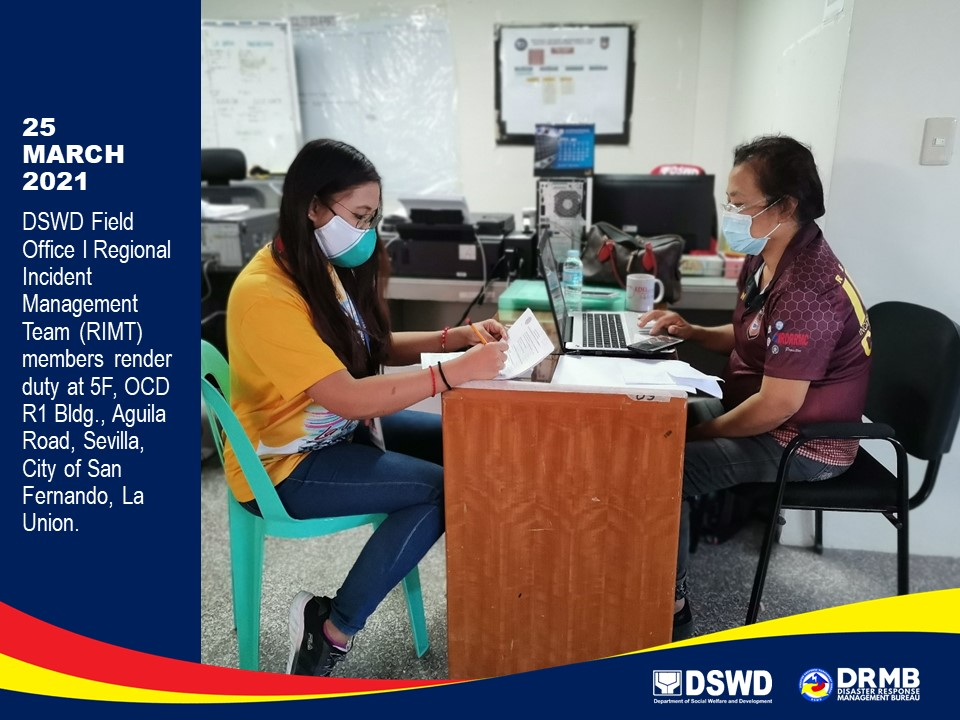 25
MARCH
2021
DSWD Field
Office I Regional
Incident
Management
Team (RIMT)
members render
duty at 5F, OCD
R1 Bldg., Aguila
Road, Sevilla,
City of San
Fernando, La
Union.
DSWD
DSWD
Department of Social Welfare and Development
DRMB
DISASTER RESPONSE
MANAGEMENT BUREAU